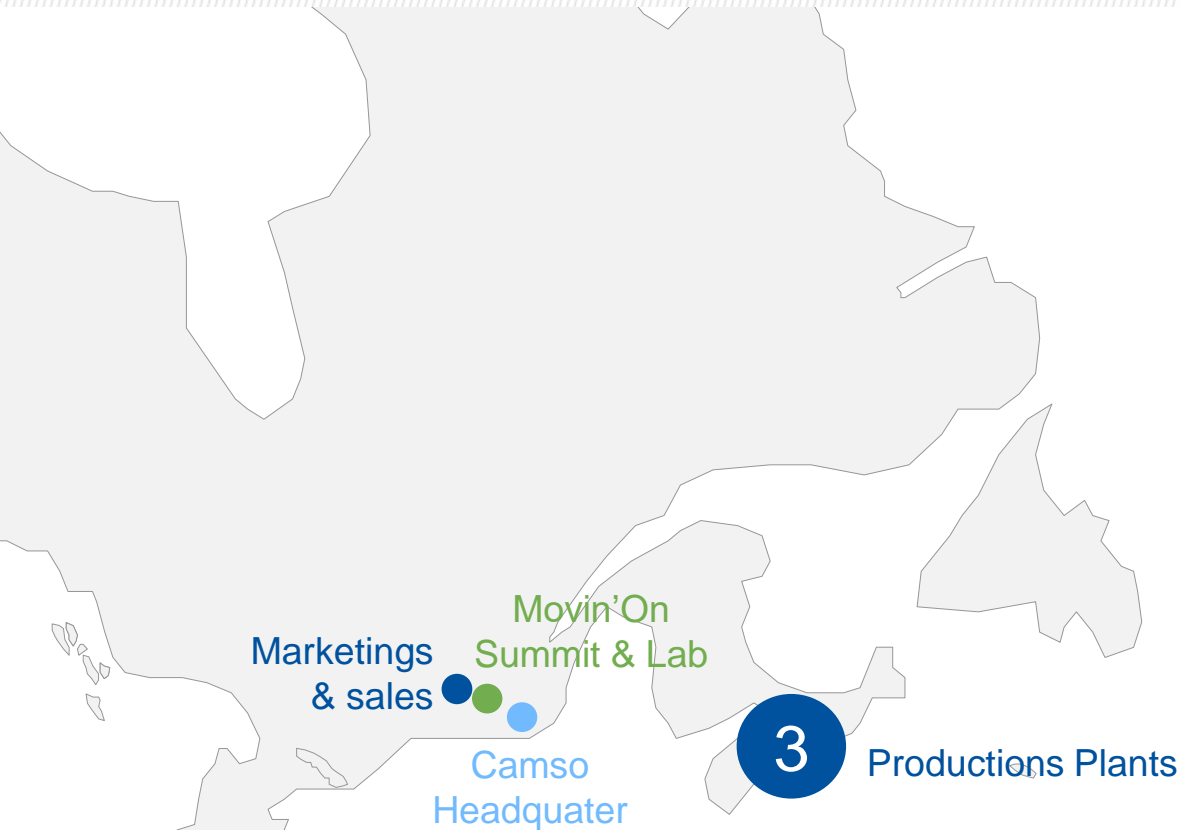 Movin’On
Summit & Lab
Marketings
& sales
3
Productions Plants
Camso
Headquater